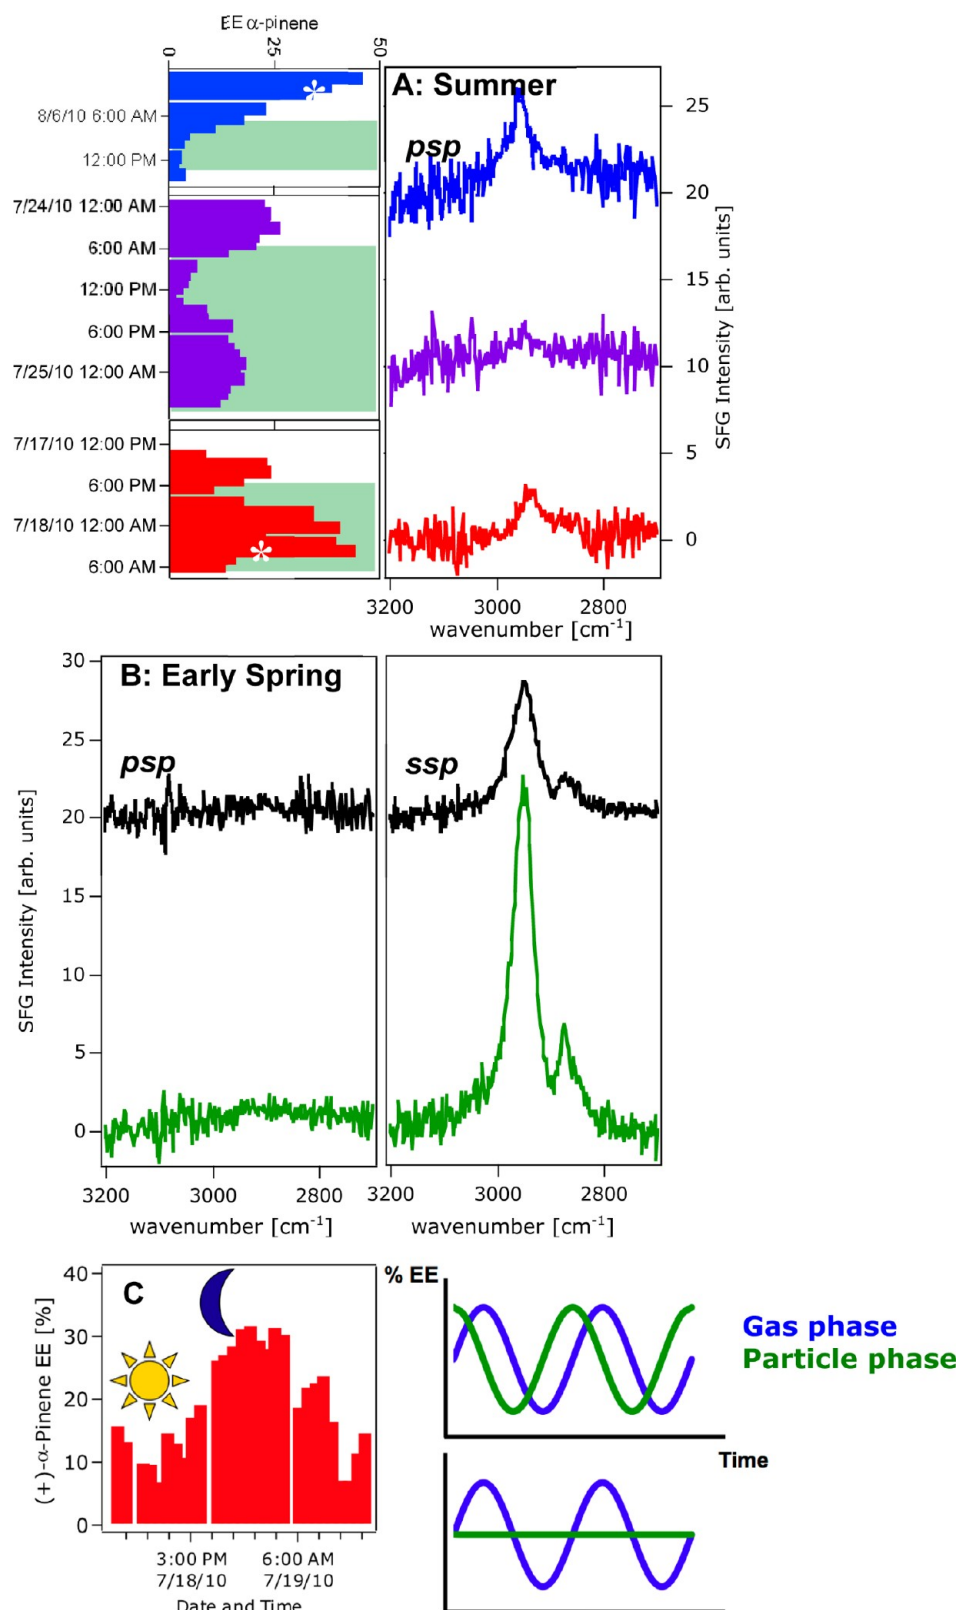 EE α-pinene
0 25 50
8/6/10 6:00 AM
12:00 PM
7/24/10 12:00 AM
6:00 AM
12:00 PM
6:00 PM
7/25/10 12:00 AM
7/17/10 12:00 PM
6:00 PM
7/18/10 12:00 AM
6:00 AM
*
*
A: Summer
psp
25
20
15
10
5
0
SFG Intensity [arb. units]
3200 3000 2800
wavenumber [cm⁻¹]
B: Early Spring
psp
30
25
20
15
10
5
0
SFG Intensity [arb. units]
3200 3000 2800
wavenumber [cm⁻¹]
ssp
3200 3000 2800
wavenumber [cm⁻¹]
C
40
30
20
10
0
(+)-α-Pinene EE [%]
3:00 PM 6:00 AM
7/18/10 7/19/10
Date and Time
% EE
Gas phase
Particle phase
Time